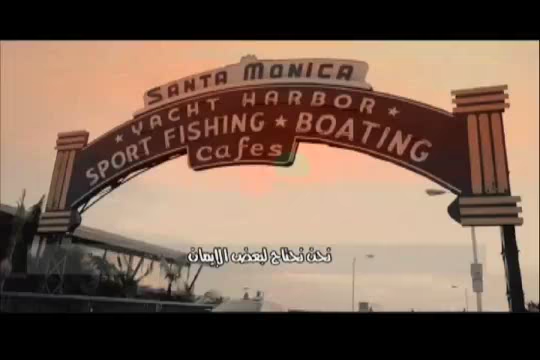 SANTA MONICA
★ YACHT HARBOR ★
SPORT FISHING ★ BOATING
Cafes
نحن نحتاج لبعض الإيمان